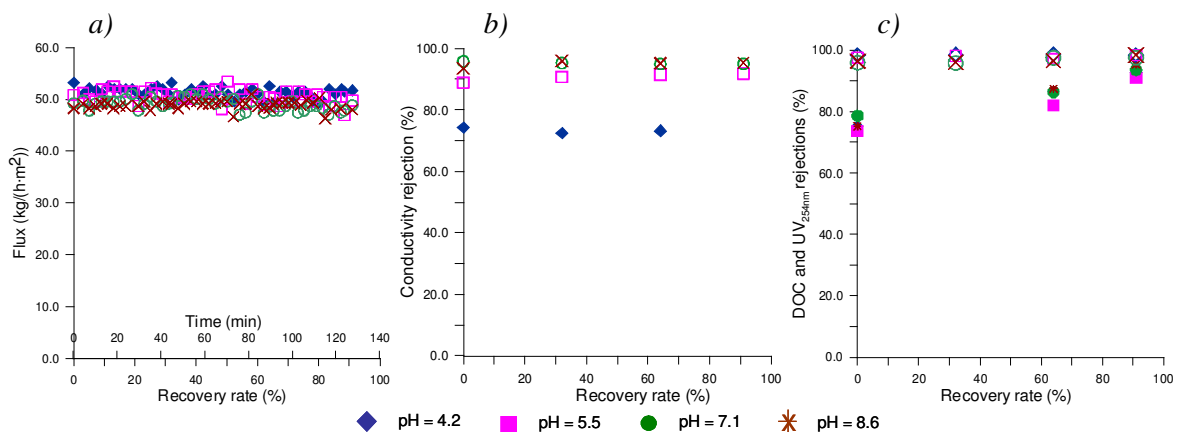 a)
60.0
50.0
40.0
30.0
20.0
10.0
0.0
Flux (kg/(h·m²))
Time (min)
0 20 40 60 80 100 120 140
0 20 40 60 80 100
Recovery rate (%)
b)
100.0
80.0
60.0
40.0
20.0
0.0
Conductivity rejection (%)
0 20 40 60 80 100
Recovery rate (%)
c)
100.0
80.0
60.0
40.0
20.0
0.0
DOC and UV254nm rejections (%)
0 20 40 60 80 100
Recovery rate (%)
pH = 4.2 pH = 5.5 pH = 7.1 pH = 8.6